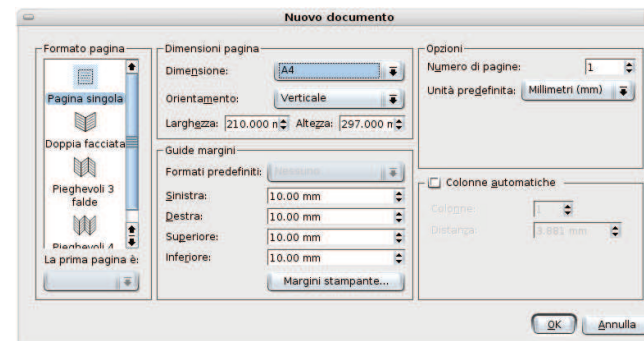 Nuovo documento
Formato pagina
Pagina singola
Doppia facciata
Pieghevoli 3
falde
Pieghevoli 4
La prima pagina è:
Dimensioni pagina
Dimensione: A4
Orientamento: Verticale
Larghezza: 210.000 n Altezza: 297.000 n
Guide margini
Formati predefiniti: Nessuno
Sinistra: 10.00 mm
Destra: 10.00 mm
Superiore: 10.00 mm
Inferiore: 10.00 mm
Margini stampante...
Opzioni
Numero di pagine: 1
Unità predefinita: Millimetri (mm)
Colonne automatiche
Colonne: 1
Distanza: 3.881 mm
OK Annulla